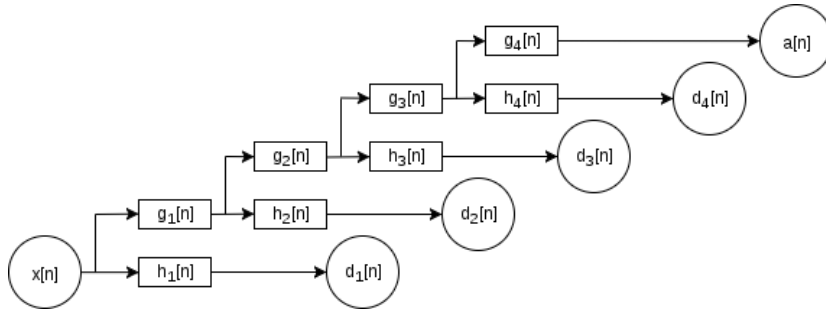 g₄[n]
a[n]
g₃[n]
h₄[n]
d₄[n]
g₂[n]
h₃[n]
d₃[n]
g₁[n]
h₂[n]
d₂[n]
x[n]
h₁[n]
d₁[n]